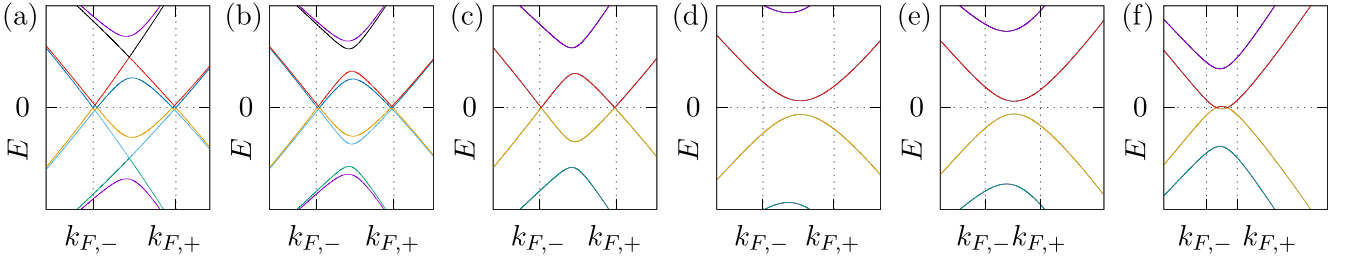 (a) (b) (c) (d) (e) (f)
0 0 0 0 0 0
E E E E E E
k_{F,-} k_{F,+} k_{F,-} k_{F,+} k_{F,-} k_{F,+} k_{F,-} k_{F,+} k_{F,-} k_{F,+} k_{F,-} k_{F,+}